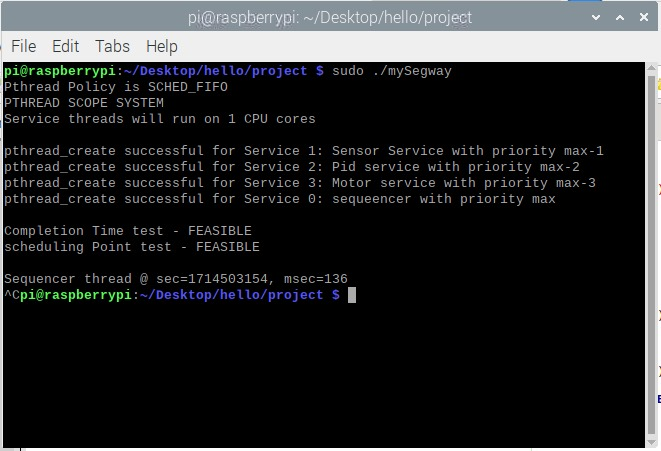 pi@raspberrypi: ~/Desktop/hello/project
File Edit Tabs Help
pi@raspberrypi:~/Desktop/hello/project $ sudo ./mySegway
Pthread Policy is SCHED_FIFO
PTHREAD SCOPE SYSTEM
Service threads will run on 1 CPU cores
pthread_create successful for Service 1: Sensor Service with priority max-1
pthread_create successful for Service 2: Pid service with priority max-2
pthread_create successful for Service 3: Motor service with priority max-3
pthread_create successful for Service 0: sequeencer with priority max
Completion Time test - FEASIBLE
scheduling Point test - FEASIBLE
Sequencer thread @ sec=1714503154, msec=136
^Cpi@raspberrypi:~/Desktop/hello/project $